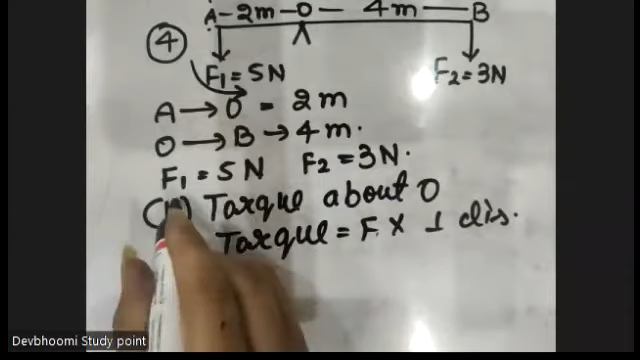 A - 2m - O - 4m - B
④
F₁ = 5N F₂ = 3N
A → O = 2m
O → B → 4m.
F₁ = 5N F₂ = 3N.
Torque about O
Torque = F × ⊥ dis.
Devbhoomi Study point